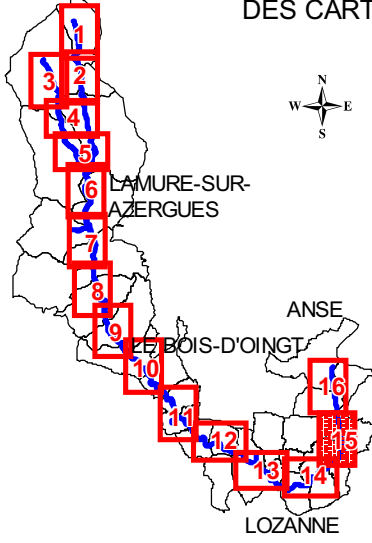 DES CART
1
2
3
4
5
6
7
8
9
10
11
12
13
14
15
16
N
W E
S
LAMURE-SUR-
AZERGUES
LE BOIS-D'OINGT
ANSE
LOZANNE